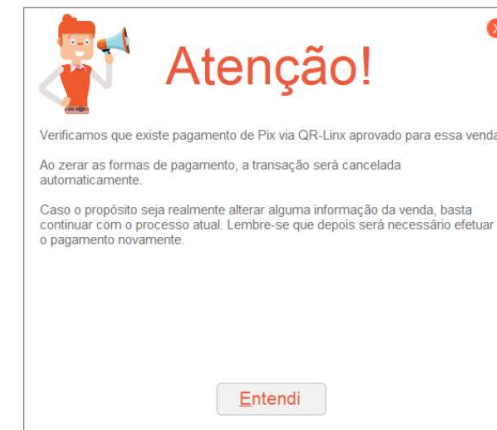 Atenção!
Verificamos que existe pagamento de Pix via QR-Linx aprovado para essa venda
Ao zerar as formas de pagamento, a transação será cancelada
automaticamente.
Caso o propósito seja realmente alterar alguma informação da venda, basta
continuar com o processo atual. Lembre-se que depois será necessário efetuar
o pagamento novamente.
Entendi